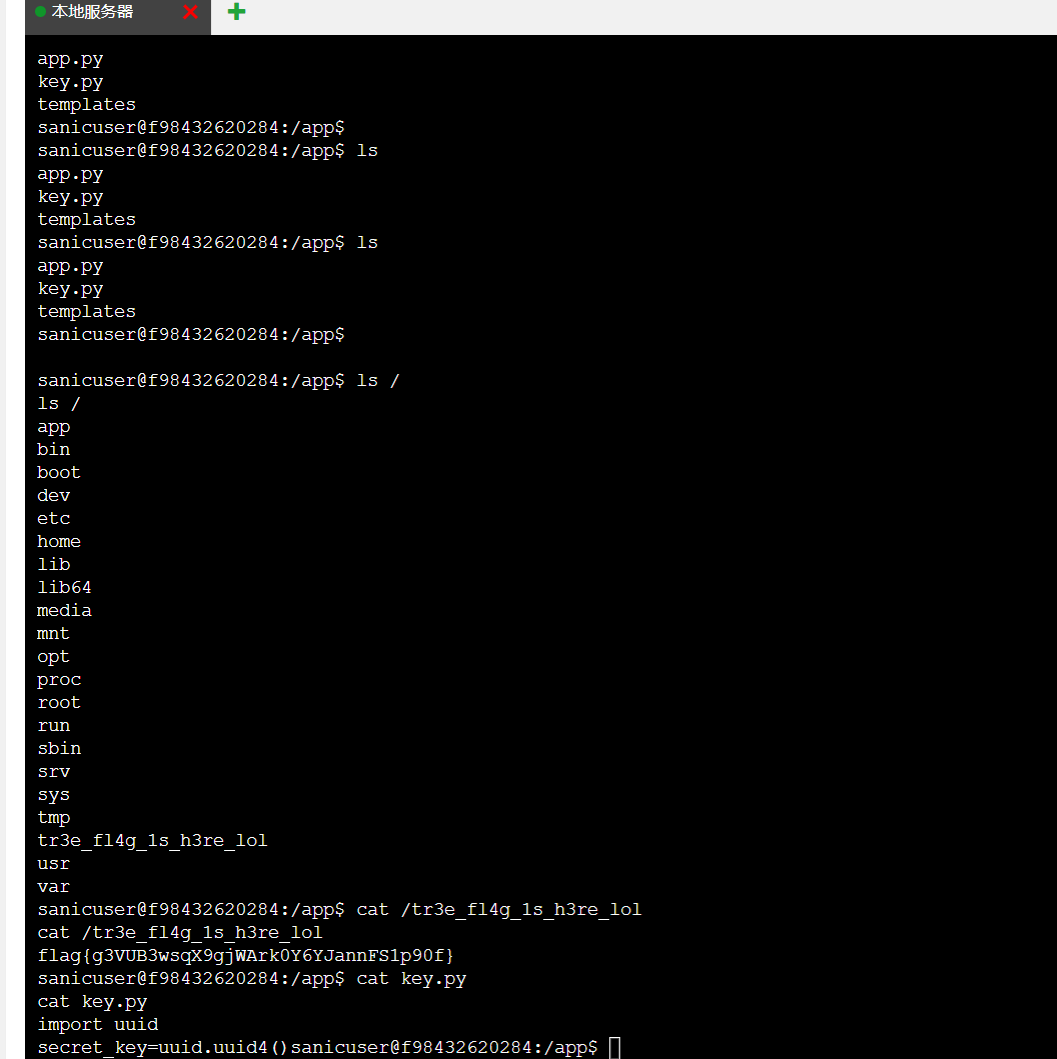 本地服务器
app.py
key.py
templates
sanicuser@f98432620284:/app$
sanicuser@f98432620284:/app$ ls
app.py
key.py
templates
sanicuser@f98432620284:/app$ ls
app.py
key.py
templates
sanicuser@f98432620284:/app$
sanicuser@f98432620284:/app$ ls /
ls /
app
bin
boot
dev
etc
home
lib
lib64
media
mnt
opt
proc
root
run
sbin
srv
sys
tmp
tr3e_fl4g_1s_h3re_lol
usr
var
sanicuser@f98432620284:/app$ cat /tr3e_fl4g_1s_h3re_lol
cat /tr3e_fl4g_1s_h3re_lol
flag{g3VUB3wsqX9gjWArk0Y6YJannFS1p90f}
sanicuser@f98432620284:/app$ cat key.py
cat key.py
import uuid
secret_key=uuid.uuid4()sanicuser@f98432620284:/app$